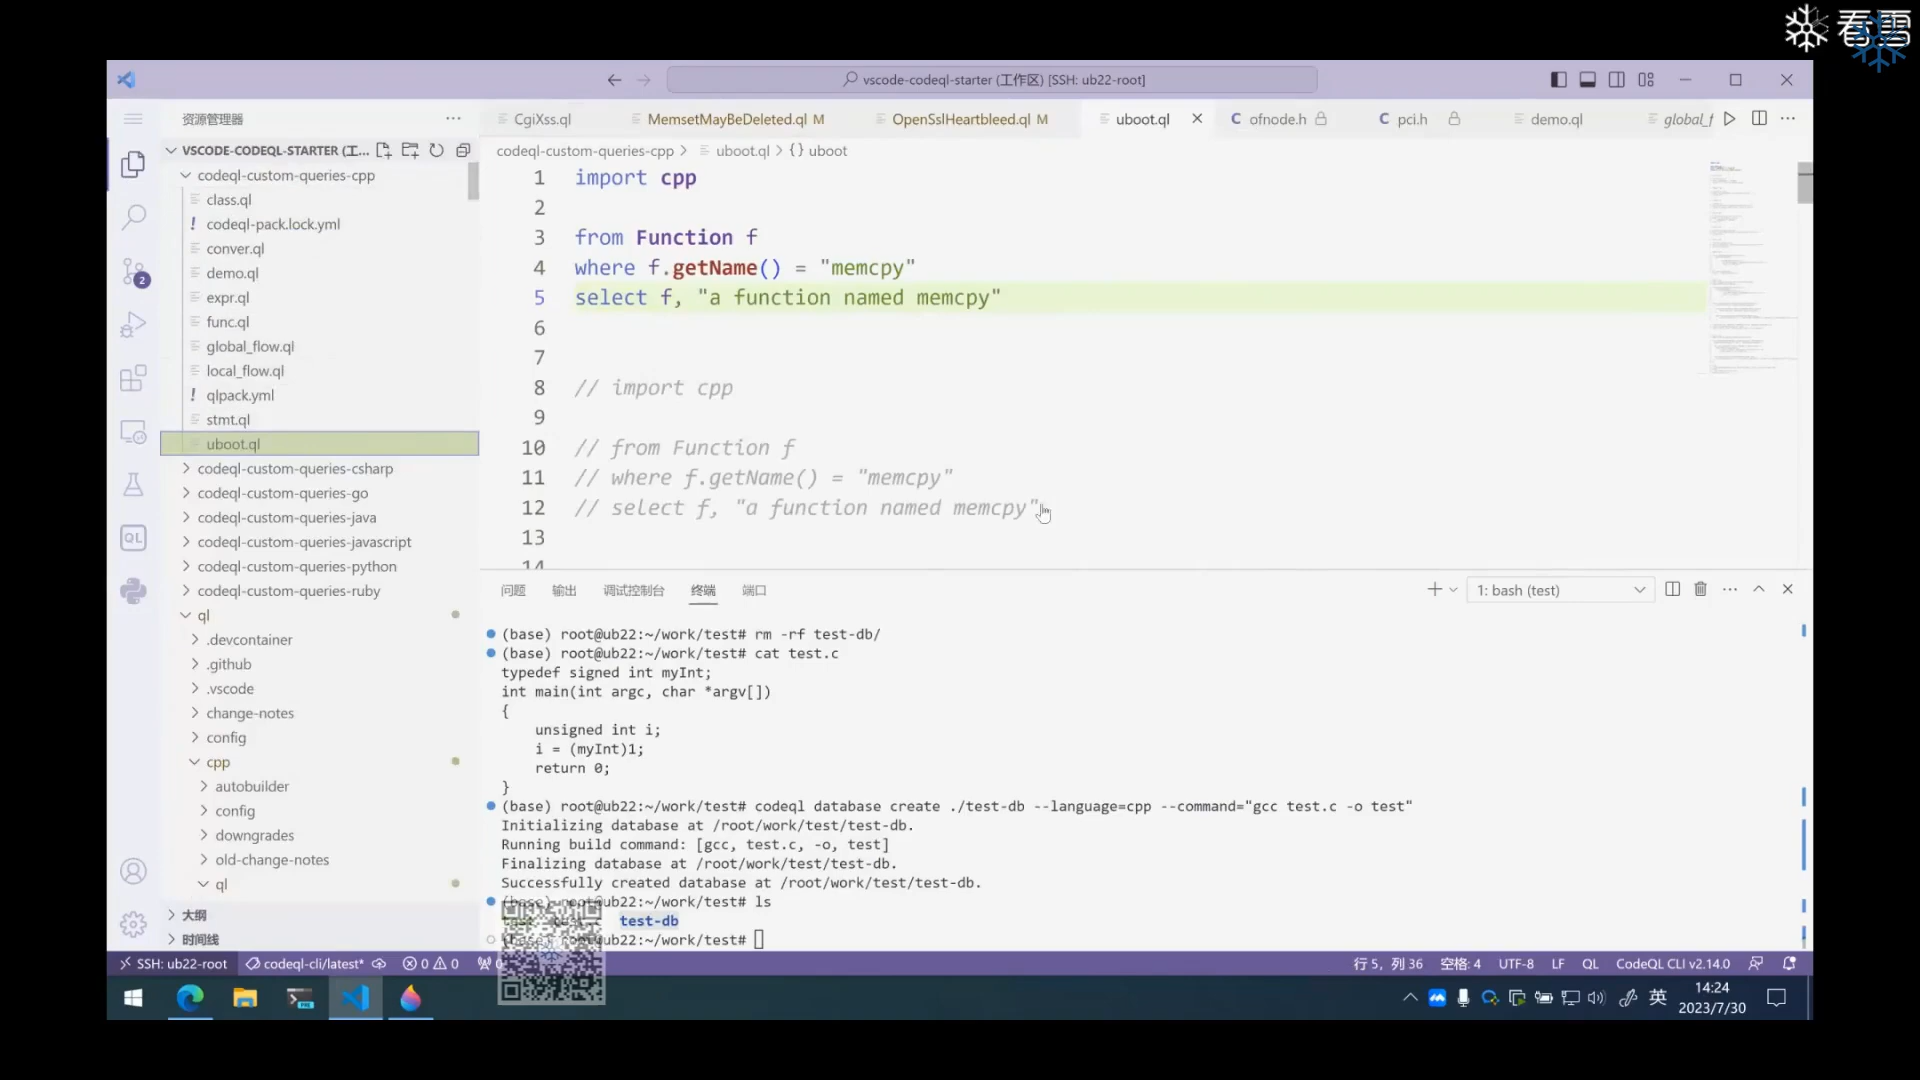 看雪
vscode-codeql-starter (工作区) [SSH: ub22-root]
资源管理器
CgiXss.ql
MemsetMayBeDeleted.ql M
OpenSslHeartbleed.ql M
uboot.ql
C ofnode.h
C pci.h
demo.ql
global_f
VSCODE-CODEQL-STARTER (工...
codeql-custom-queries-cpp > uboot.ql > {} uboot
codeql-custom-queries-cpp
class.ql
! codeql-pack.lock.yml
conver.ql
demo.ql
expr.ql
func.ql
global_flow.ql
local_flow.ql
! qlpack.yml
stmt.ql
uboot.ql
codeql-custom-queries-csharp
codeql-custom-queries-go
codeql-custom-queries-java
codeql-custom-queries-javascript
codeql-custom-queries-python
codeql-custom-queries-ruby
ql
.devcontainer
.github
.vscode
change-notes
config
cpp
autobuilder
config
downgrades
old-change-notes
ql
大纲
时间线
2
QL
1 import cpp
2
3 from Function f
4 where f.getName() = "memcpy"
5 select f, "a function named memcpy"
6
7
8 // import cpp
9
10 // from Function f
11 // where f.getName() = "memcpy"
12 // select f, "a function named memcpy"
13
14
问题 输出 调试控制台 终端 端口
1: bash (test)
(base) root@ub22:~/work/test# rm -rf test-db/
(base) root@ub22:~/work/test# cat test.c
typedef signed int myInt;
int main(int argc, char *argv[])
{
unsigned int i;
i = (myInt)1;
return 0;
}
(base) root@ub22:~/work/test# codeql database create ./test-db --language=cpp --command="gcc test.c -o test"
Initializing database at /root/work/test/test-db.
Running build command: [gcc, test.c, -o, test]
Finalizing database at /root/work/test/test-db.
Successfully created database at /root/work/test/test-db.
(base) root@ub22:~/work/test# ls
test-db
root@ub22:~/work/test#
SSH: ub22-root codeql-cli/latest* 0 0 行 5，列 36 空格: 4 UTF-8 LF QL CodeQL CLI v2.14.0
英
14:24
2023/7/30